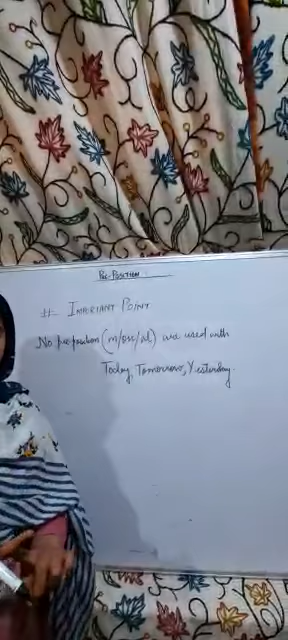 PRE-POSITION
# IMPORTANT POINT
No preposition (in/on/at) are used with
Today, Tomorrow, Yesterday.